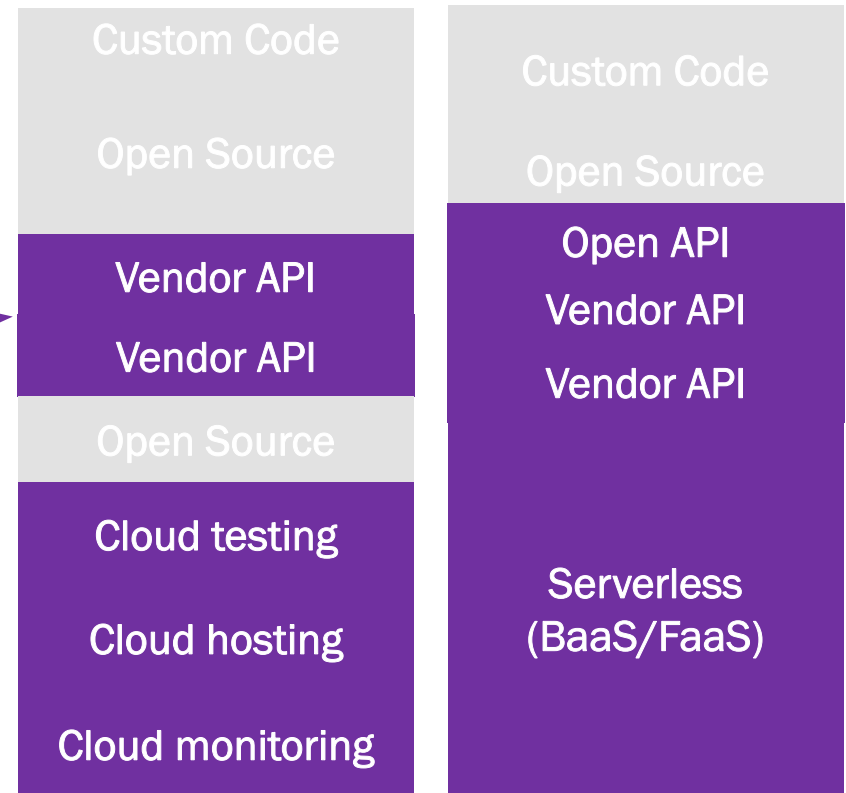 Custom Code
Open Source
Vendor API
Vendor API
Open Source
Cloud testing
Cloud hosting
Cloud monitoring
Custom Code
Open Source
Open API
Vendor API
Vendor API
Serverless
(BaaS/FaaS)